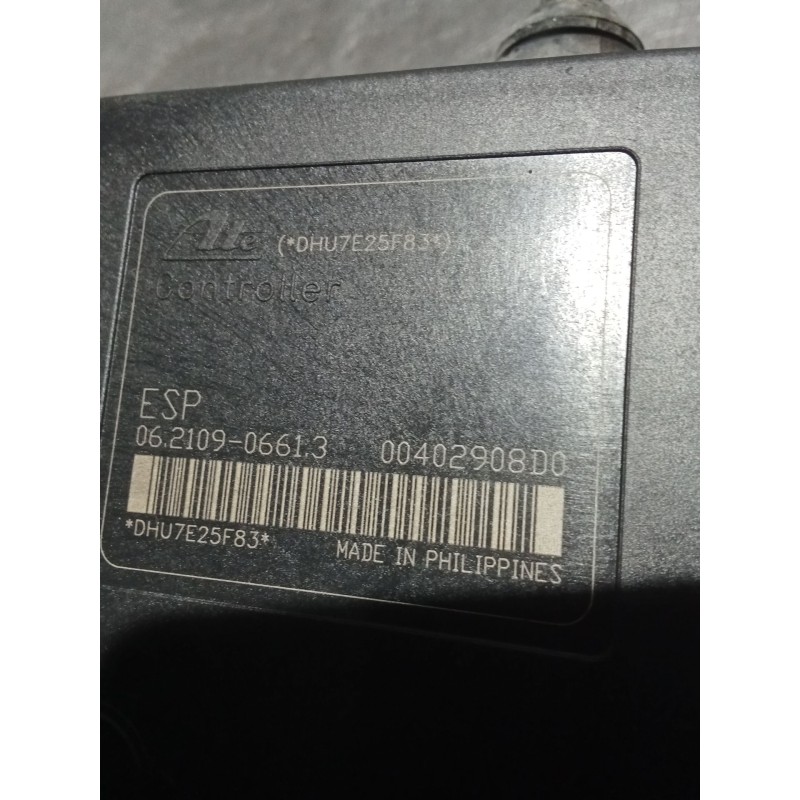 Ate (*DHU7E25F83*)
Controller
ESP
06.2109-0661.3 00402908D0
*DHU7E25F83* MADE IN PHILIPPINES